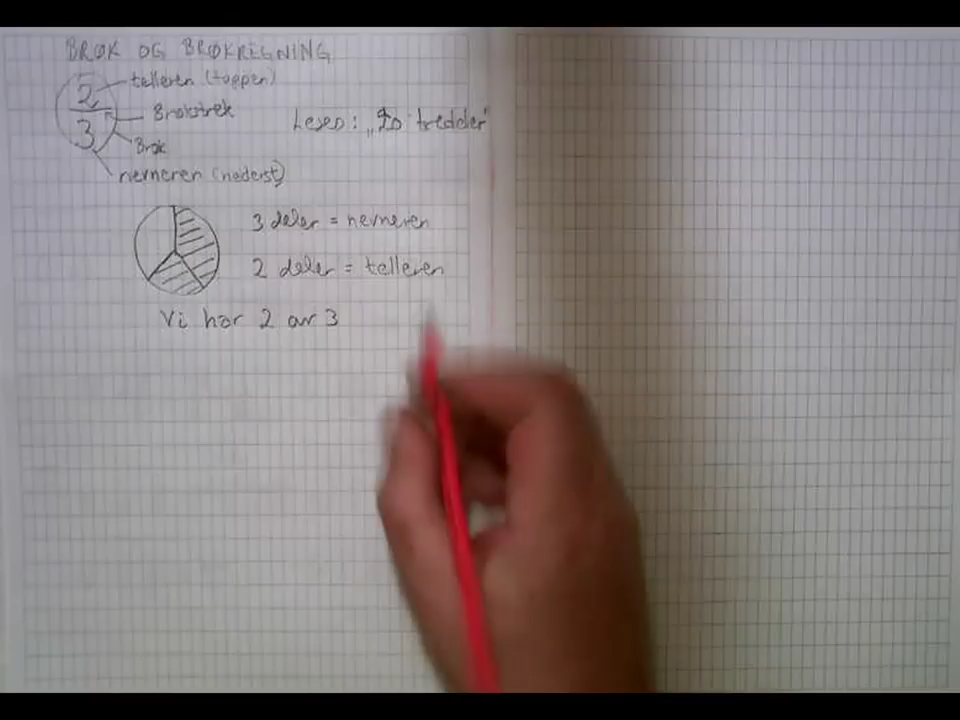 BRØK OG BRØKREGNING
2 telleren (toppen)
Brøkstrek
3 Leses: „To tredeler"
Brøk
nevneren (nederst)
3 deler = nevneren
2 deler = telleren
Vi har 2 av 3